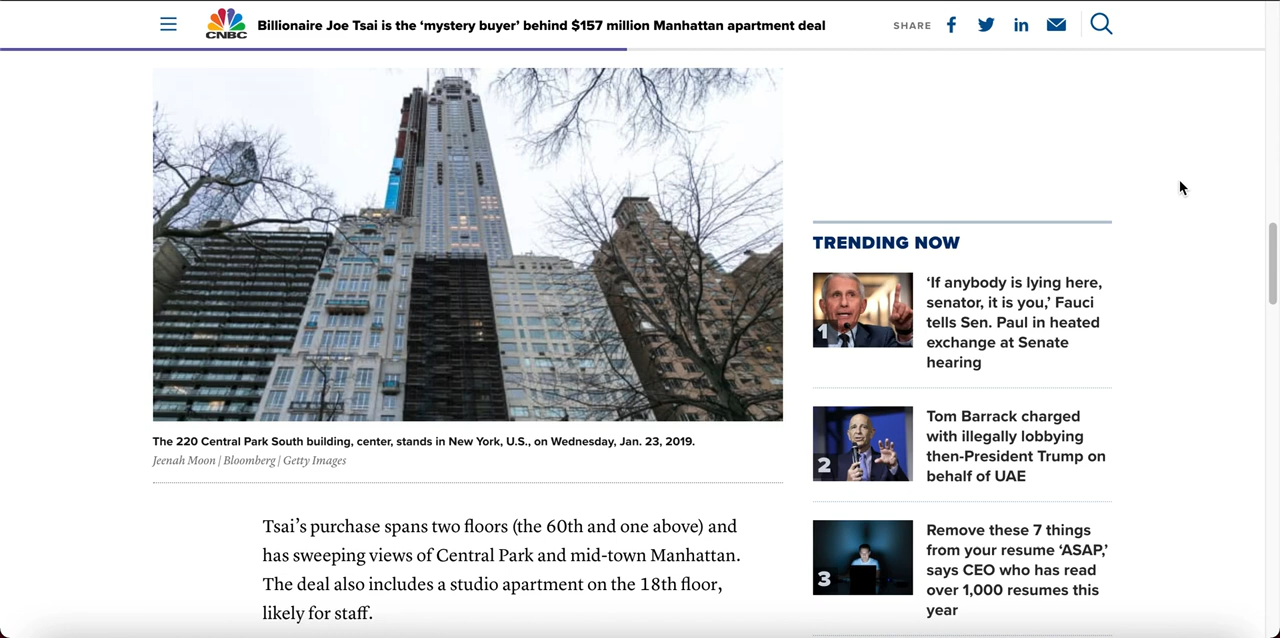 CNBC
Billionaire Joe Tsai is the ‘mystery buyer’ behind $157 million Manhattan apartment deal
SHARE
The 220 Central Park South building, center, stands in New York, U.S., on Wednesday, Jan. 23, 2019.
Jeenah Moon | Bloomberg | Getty Images
Tsai’s purchase spans two floors (the 60th and one above) and
has sweeping views of Central Park and mid-town Manhattan.
The deal also includes a studio apartment on the 18th floor,
likely for staff.
TRENDING NOW
1
‘If anybody is lying here,
senator, it is you,’ Fauci
tells Sen. Paul in heated
exchange at Senate
hearing
2
Tom Barrack charged
with illegally lobbying
then-President Trump on
behalf of UAE
3
Remove these 7 things
from your resume ‘ASAP,’
says CEO who has read
over 1,000 resumes this
year